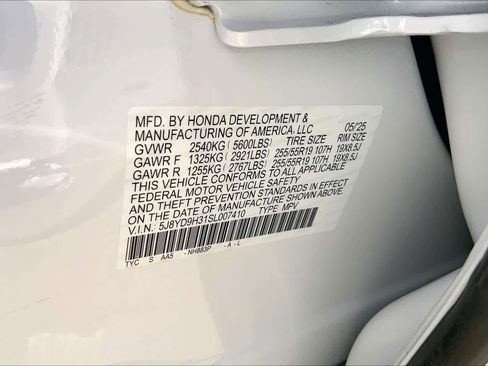 MFD. BY HONDA DEVELOPMENT &
MANUFACTURING OF AMERICA, LLC 05/25
GVWR 2540KG (5600LBS) TIRE SIZE RIM SIZE
GAWR F 1325KG (2921LBS) 255/55R19 107H 19X8.5J
GAWR R 1255KG (2767LBS) 255/55R19 107H 19X8.5J
THIS VEHICLE CONFORMS TO ALL APPLICABLE
FEDERAL MOTOR VEHICLE SAFETY AND
THEFT PREVENTION STANDARDS IN EFFECT
ON THE DATE OF MANUFACTURE SHOWN ABOVE.
V.I.N.: 5J8YD9H31SL007410 TYPE: MPV
TYC S AA5 - NH883P - A - L